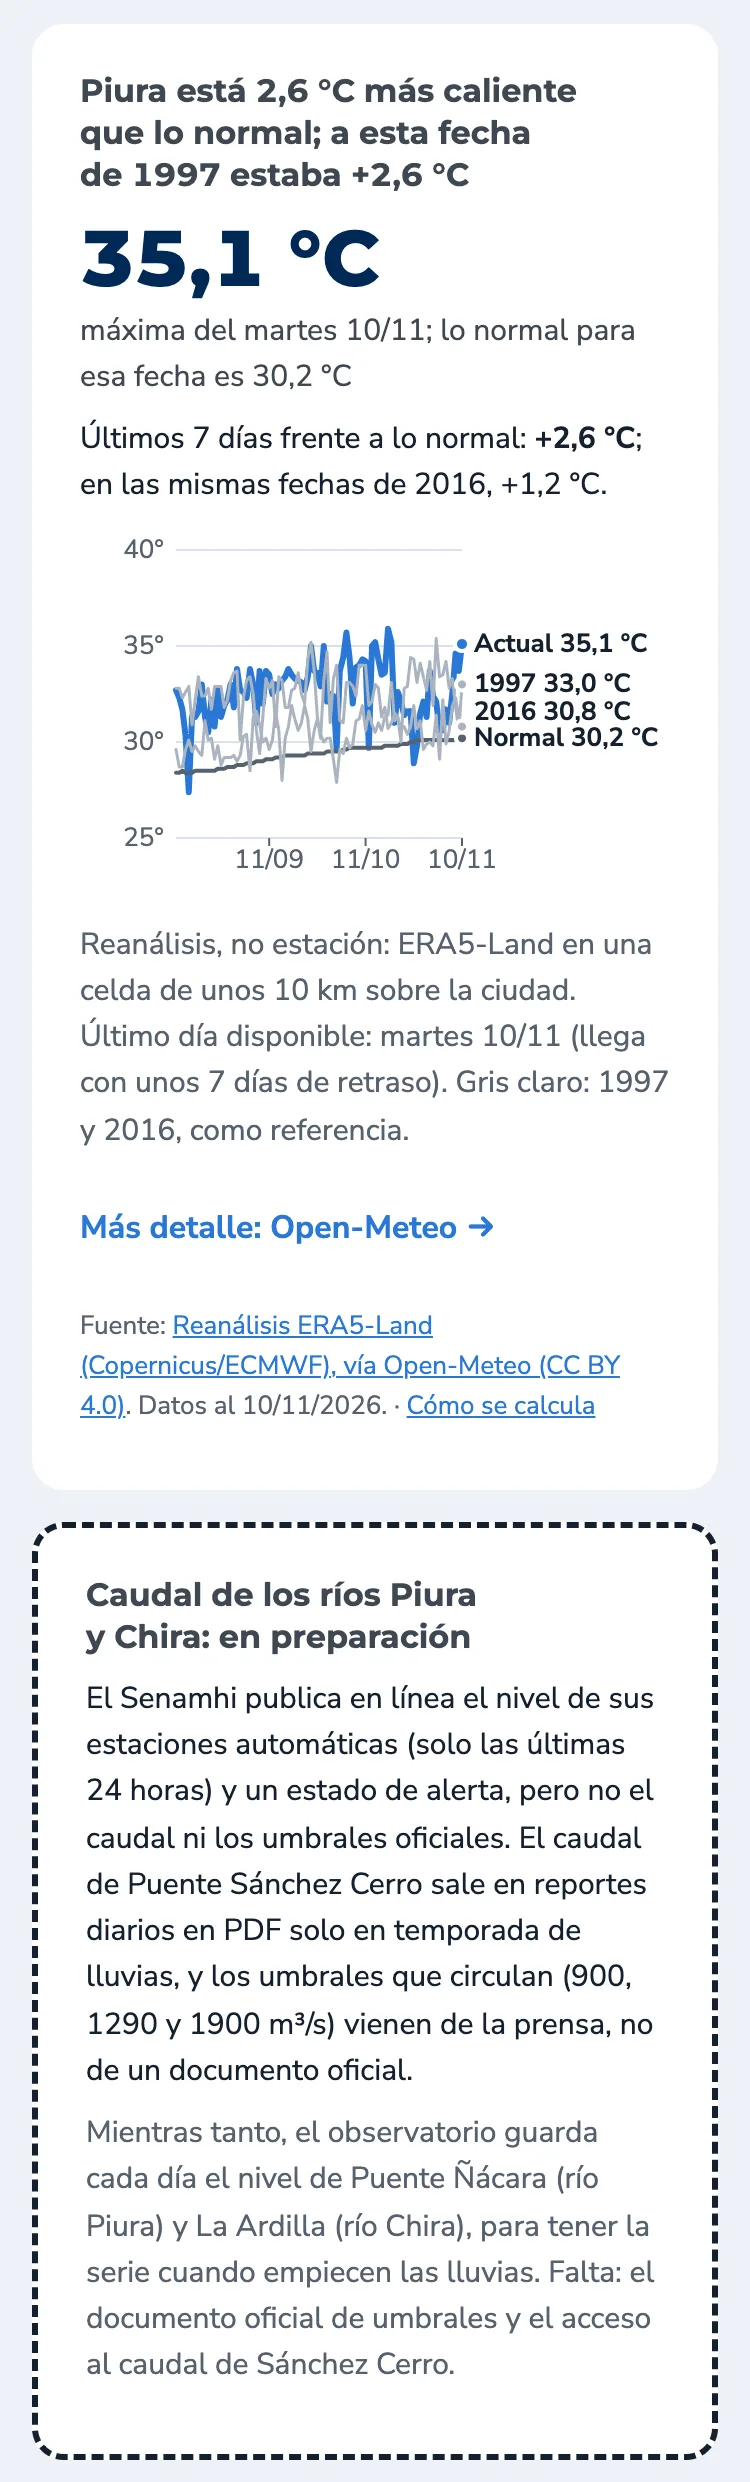 Piura está 2,6 °C más caliente
que lo normal; a esta fecha
de 1997 estaba +2,6 °C
35,1 °C
máxima del martes 10/11; lo normal para
esa fecha es 30,2 °C
Últimos 7 días frente a lo normal: +2,6 °C;
en las mismas fechas de 2016, +1,2 °C.
40°
35°
30°
25°
Actual 35,1 °C
1997 33,0 °C
2016 30,8 °C
Normal 30,2 °C
11/09 11/10 10/11
Reanálisis, no estación: ERA5-Land en una
celda de unos 10 km sobre la ciudad.
Último día disponible: martes 10/11 (llega
con unos 7 días de retraso). Gris claro: 1997
y 2016, como referencia.
Más detalle: Open-Meteo →
Fuente: Reanálisis ERA5-Land
(Copernicus/ECMWF), vía Open-Meteo (CC BY
4.0). Datos al 10/11/2026. · Cómo se calcula
Caudal de los ríos Piura
y Chira: en preparación
El Senamhi publica en línea el nivel de sus
estaciones automáticas (solo las últimas
24 horas) y un estado de alerta, pero no el
caudal ni los umbrales oficiales. El caudal
de Puente Sánchez Cerro sale en reportes
diarios en PDF solo en temporada de
lluvias, y los umbrales que circulan (900,
1290 y 1900 m³/s) vienen de la prensa, no
de un documento oficial.
Mientras tanto, el observatorio guarda
cada día el nivel de Puente Ñácara (río
Piura) y La Ardilla (río Chira), para tener la
serie cuando empiecen las lluvias. Falta: el
documento oficial de umbrales y el acceso
al caudal de Sánchez Cerro.